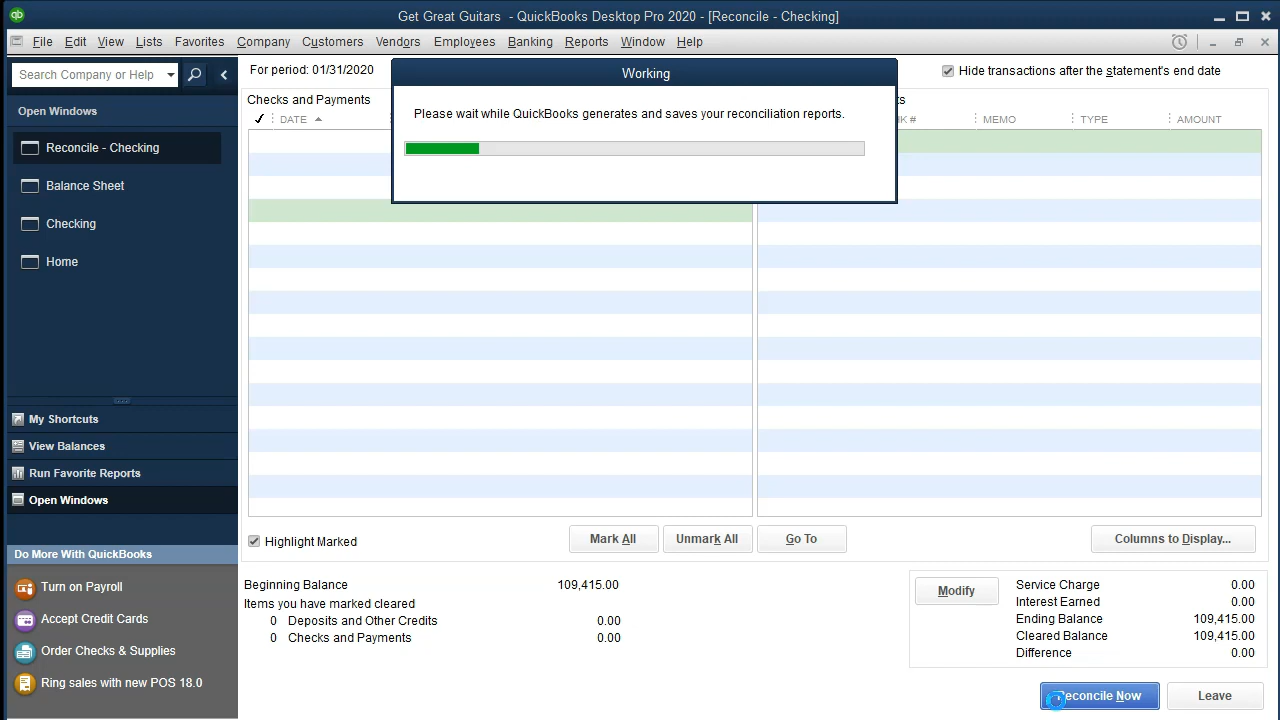 Get Great Guitars - QuickBooks Desktop Pro 2020 - [Reconcile - Checking]
File Edit View Lists Favorites Company Customers Vendors Employees Banking Reports Window Help
Search Company or Help
For period: 01/31/2020
Working
Hide transactions after the statement's end date
Open Windows
Checks and Payments
Please wait while QuickBooks generates and saves your reconciliation reports.
DATE
MEMO TYPE AMOUNT
Reconcile - Checking
Balance Sheet
Checking
Home
My Shortcuts
View Balances
Run Favorite Reports
Open Windows
Do More With QuickBooks
Turn on Payroll
Accept Credit Cards
Order Checks & Supplies
Ring sales with new POS 18.0
Highlight Marked
Mark All
Unmark All
Go To
Columns to Display...
Beginning Balance 109,415.00
Items you have marked cleared
0 Deposits and Other Credits 0.00
0 Checks and Payments 0.00
Modify
Service Charge 0.00
Interest Earned 0.00
Ending Balance 109,415.00
Cleared Balance 109,415.00
Difference 0.00
Reconcile Now
Leave